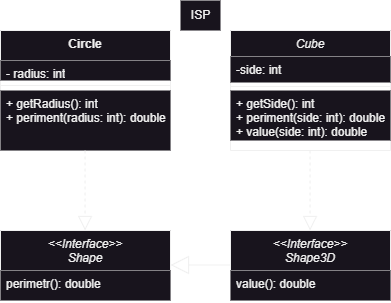 ISP
Circle
- radius: int
+ getRadius(): int
+ periment(radius: int): double
Cube
-side: int
+ getSide(): int
+ periment(side: int): double
+ value(side: int): double
<<Interface>>
Shape
perimetr(): double
<<Interface>>
Shape3D
value(): double